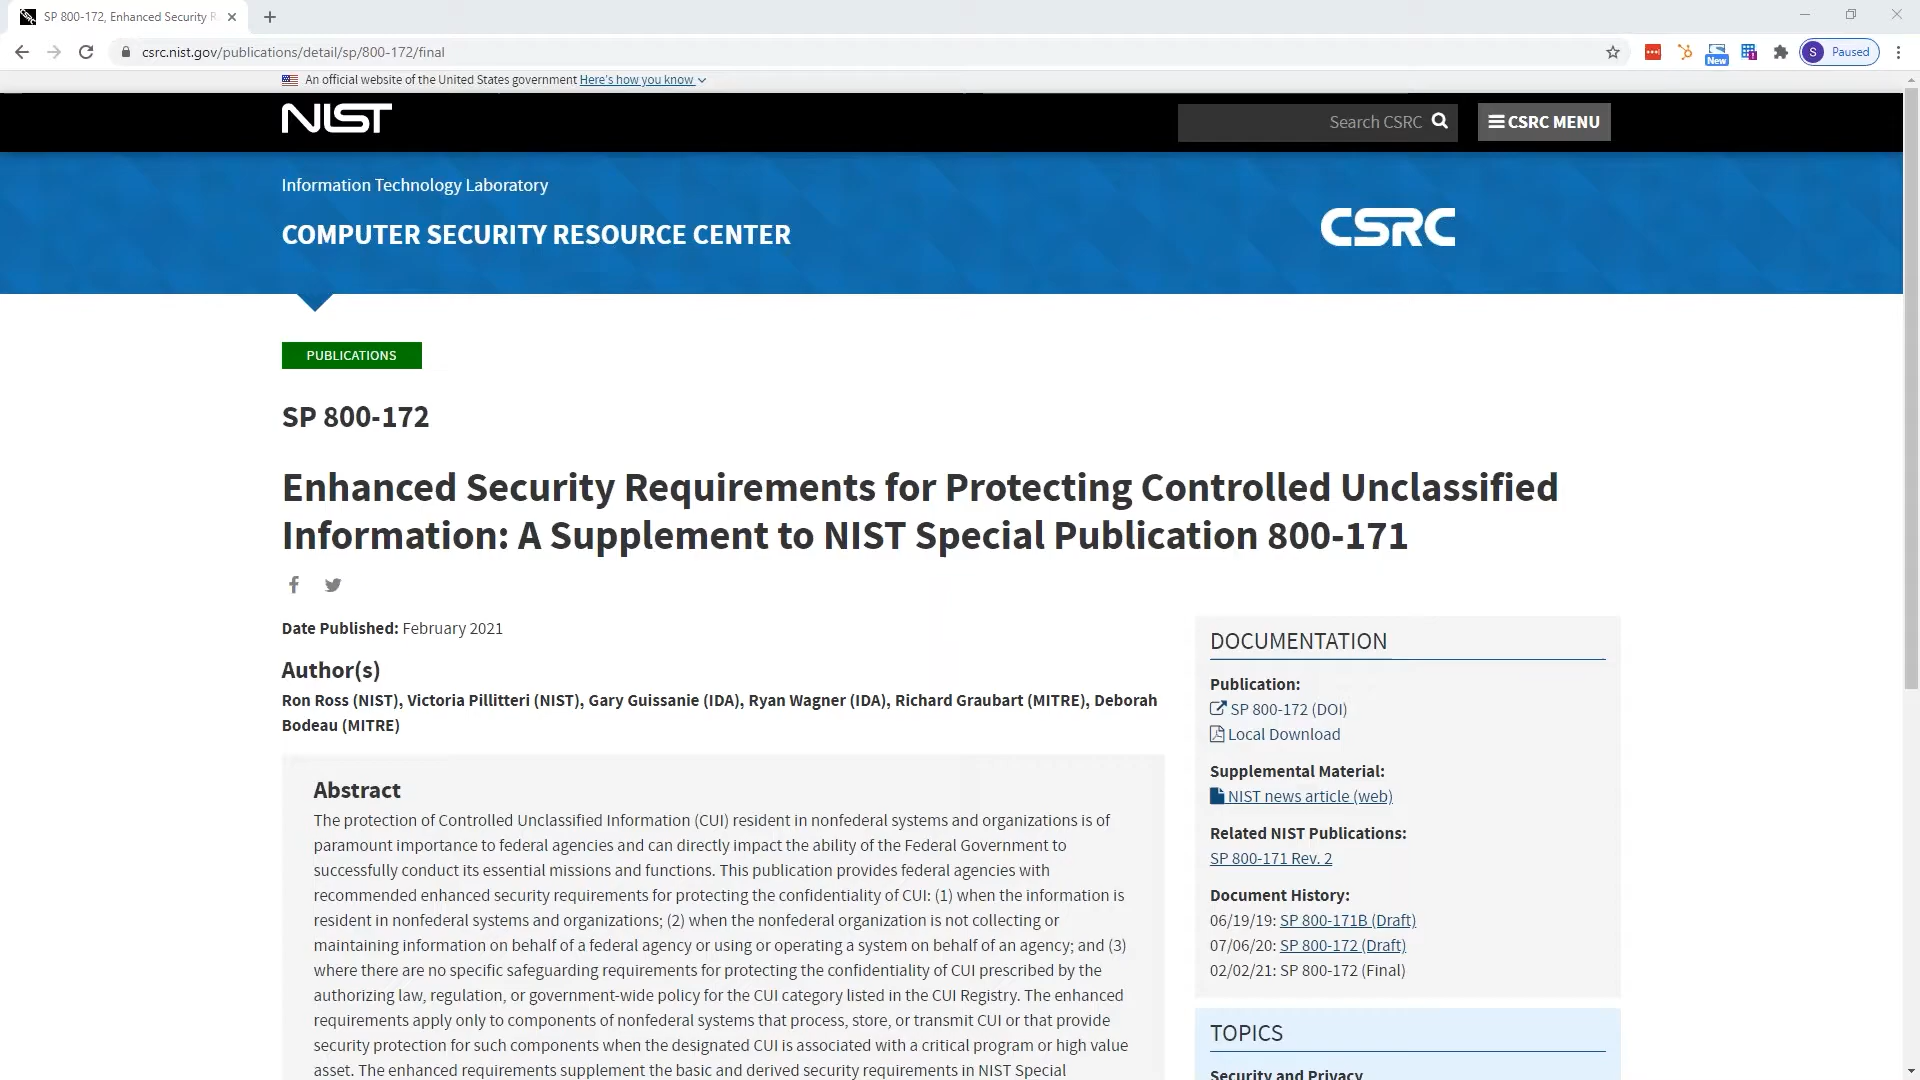 SP 800-172, Enhanced Security R
csrc.nist.gov/publications/detail/sp/800-172/final
New
S Paused
An official website of the United States government Here's how you know
NIST
Search CSRC
CSRC MENU
Information Technology Laboratory
COMPUTER SECURITY RESOURCE CENTER
CSRC
PUBLICATIONS
SP 800-172
Enhanced Security Requirements for Protecting Controlled Unclassified
Information: A Supplement to NIST Special Publication 800-171
Date Published: February 2021
Author(s)
Ron Ross (NIST), Victoria Pillitteri (NIST), Gary Guissanie (IDA), Ryan Wagner (IDA), Richard Graubart (MITRE), Deborah
Bodeau (MITRE)
Abstract
The protection of Controlled Unclassified Information (CUI) resident in nonfederal systems and organizations is of
paramount importance to federal agencies and can directly impact the ability of the Federal Government to
successfully conduct its essential missions and functions. This publication provides federal agencies with
recommended enhanced security requirements for protecting the confidentiality of CUI: (1) when the information is
resident in nonfederal systems and organizations; (2) when the nonfederal organization is not collecting or
maintaining information on behalf of a federal agency or using or operating a system on behalf of an agency; and (3)
where there are no specific safeguarding requirements for protecting the confidentiality of CUI prescribed by the
authorizing law, regulation, or government-wide policy for the CUI category listed in the CUI Registry. The enhanced
requirements apply only to components of nonfederal systems that process, store, or transmit CUI or that provide
security protection for such components when the designated CUI is associated with a critical program or high value
asset. The enhanced requirements supplement the basic and derived security requirements in NIST Special
DOCUMENTATION
Publication:
SP 800-172 (DOI)
Local Download
Supplemental Material:
NIST news article (web)
Related NIST Publications:
SP 800-171 Rev. 2
Document History:
06/19/19: SP 800-171B (Draft)
07/06/20: SP 800-172 (Draft)
02/02/21: SP 800-172 (Final)
TOPICS
Security and Privacy